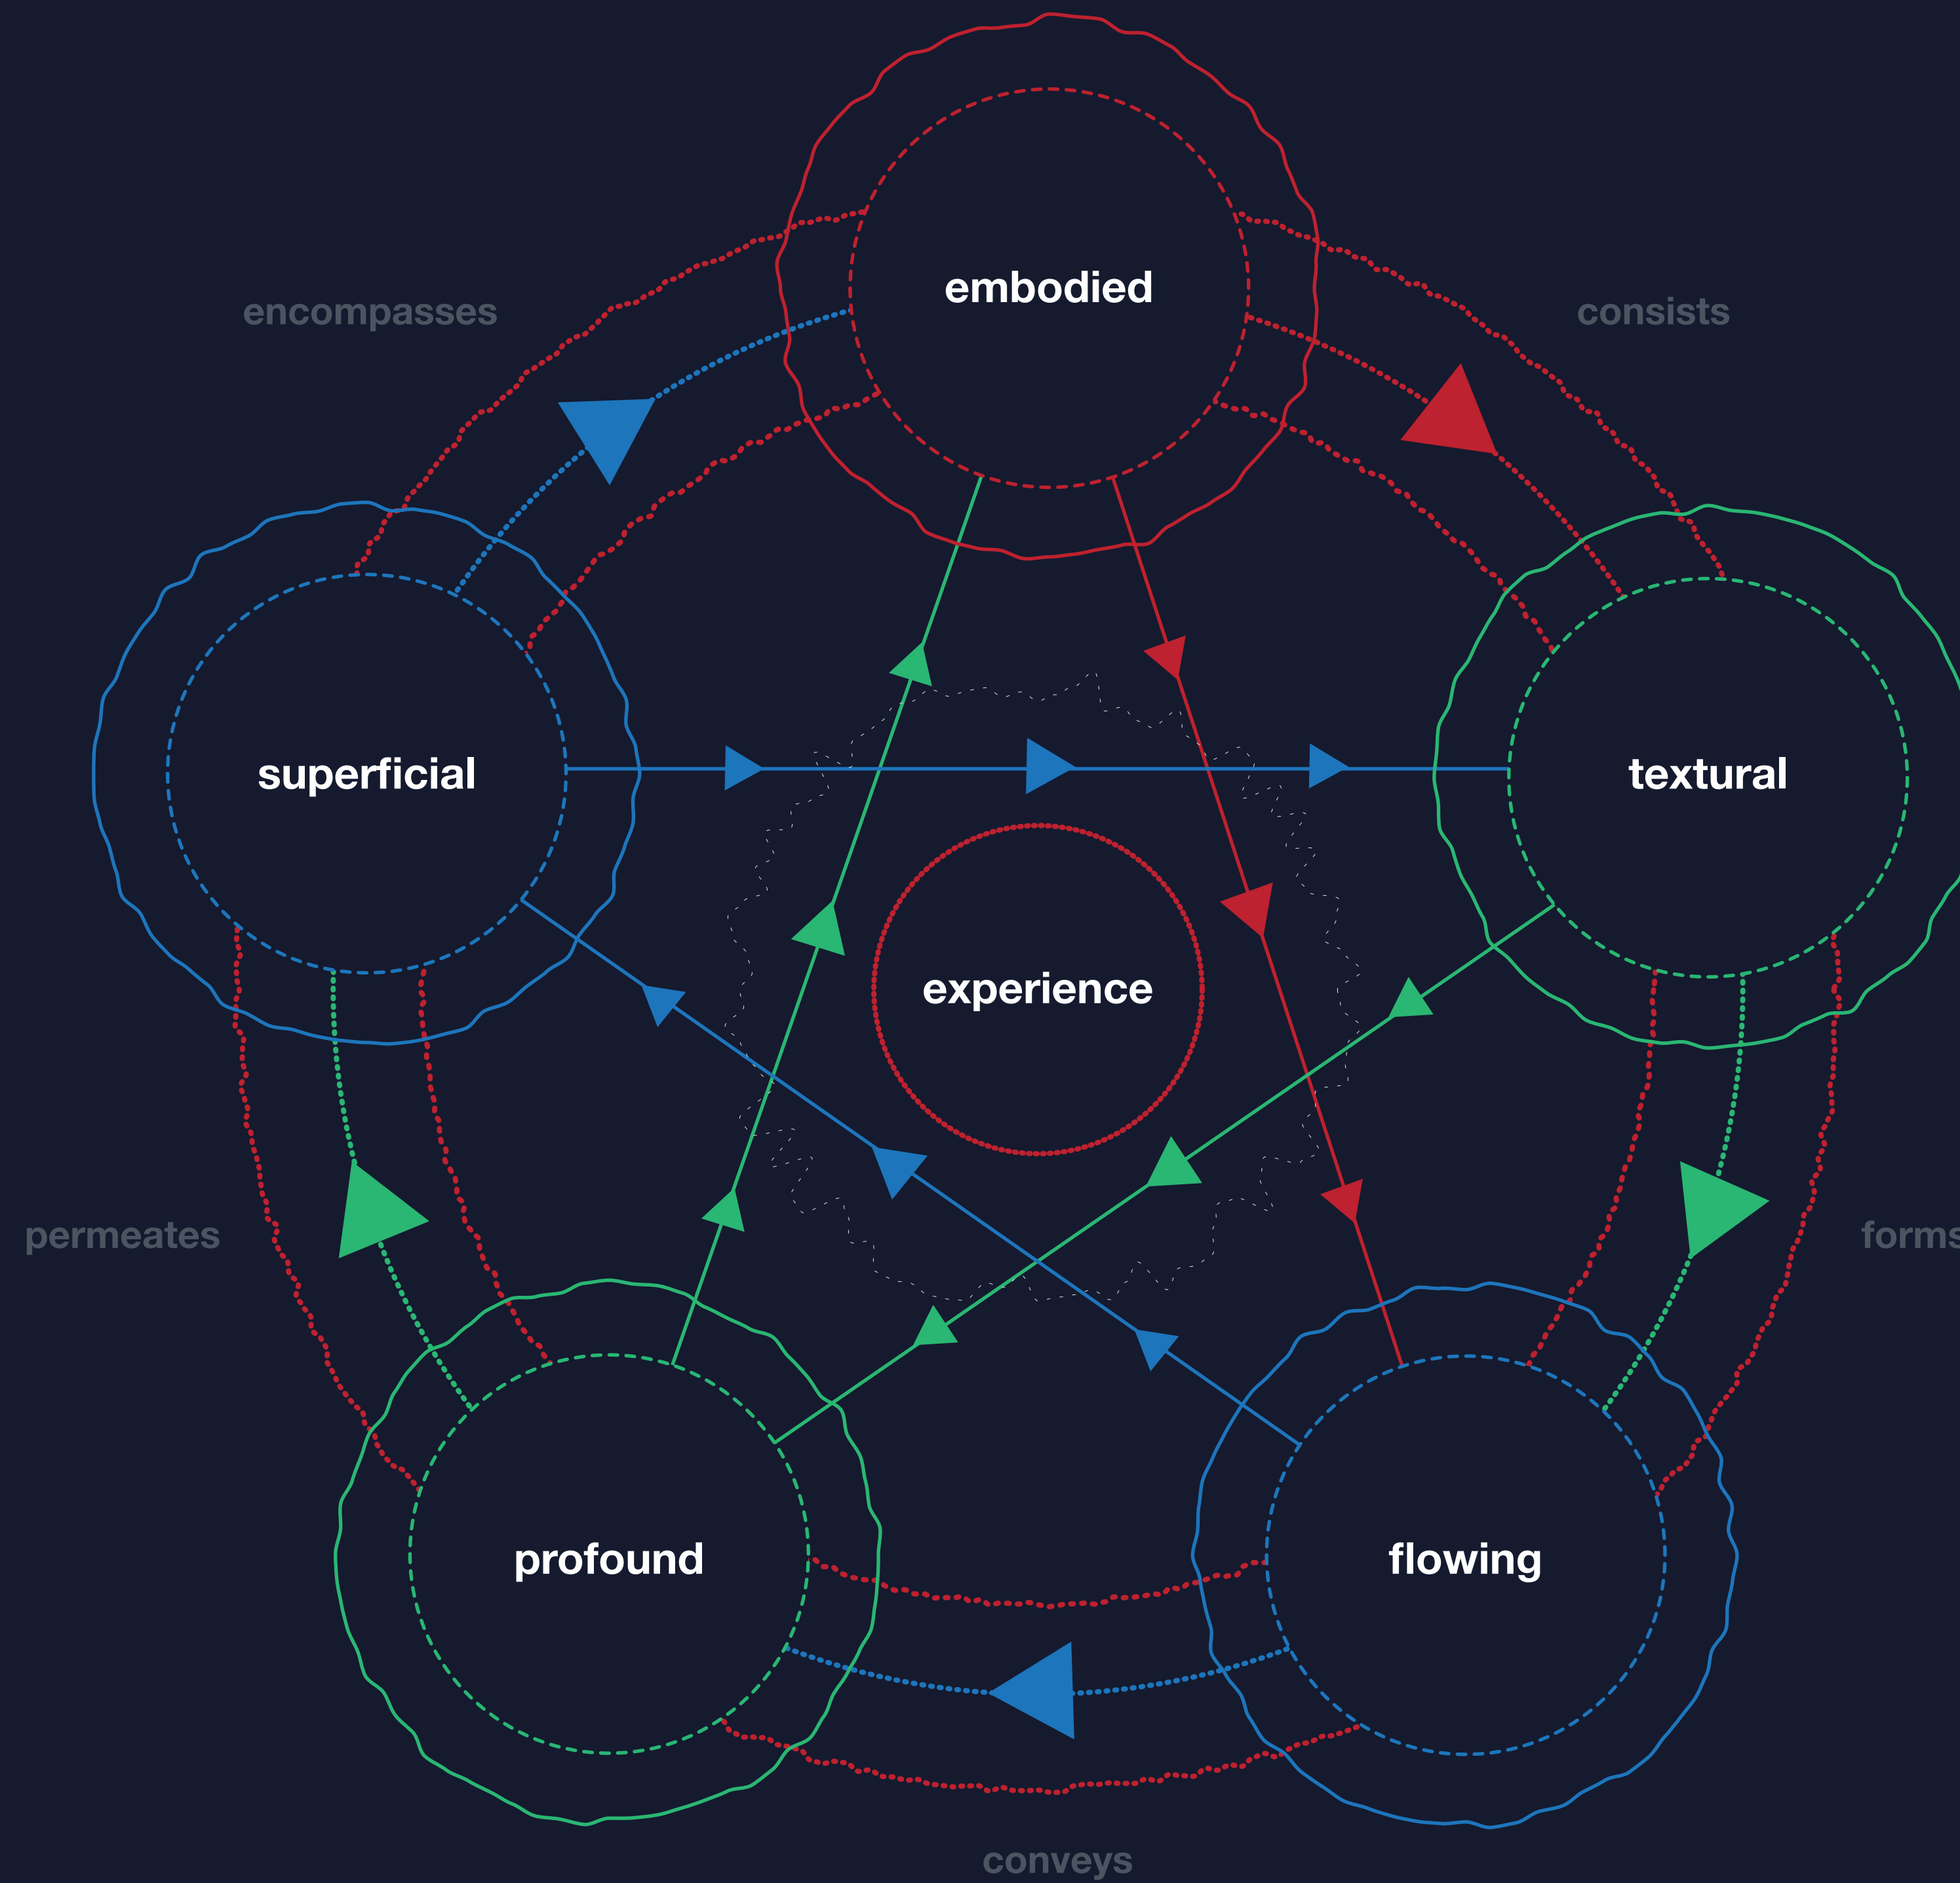 embodied
encompasses
consists
superficial
textural
experience
permeates
forms
profound
flowing
conveys